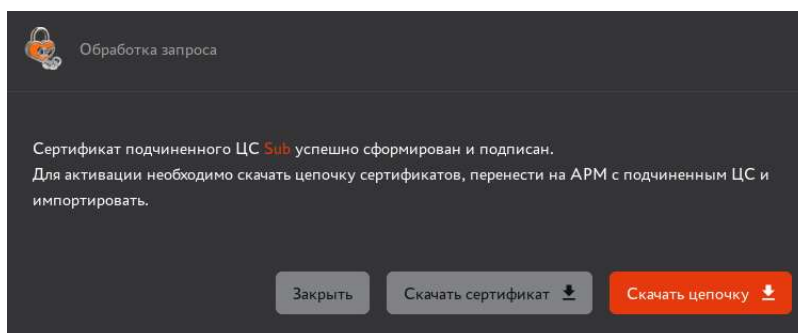 Обработка запроса
Сертификат подчиненного ЦС Sub успешно сформирован и подписан.
Для активации необходимо скачать цепочку сертификатов, перенести на АРМ с подчиненным ЦС и
импортировать.
Закрыть Скачать сертификат Скачать цепочку